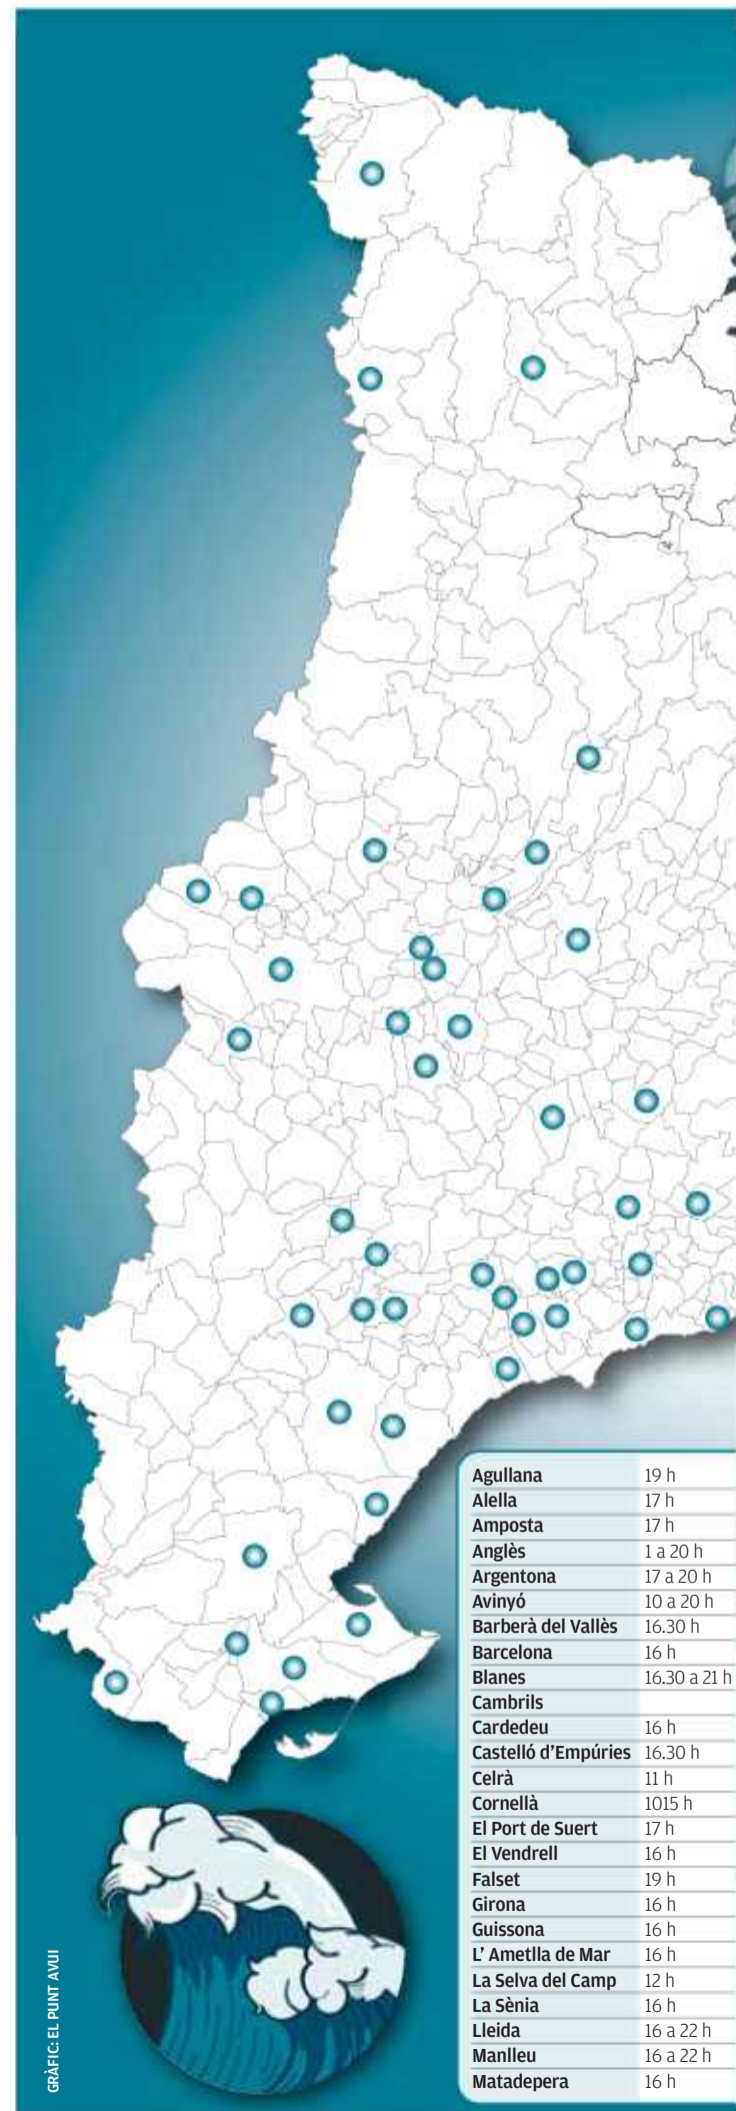 Agullana 19 h
Alella 17 h
Amposta 17 h
Anglès 1 a 20 h
Argentona 17 a 20 h
Avinyó 10 a 20 h
Barberà del Vallès 16.30 h
Barcelona 16 h
Blanes 16.30 a 21 h
Cambrils
Cardedeu 16 h
Castelló d’Empúries 16.30 h
Celrà 11 h
Cornellà 1015 h
El Port de Suert 17 h
El Vendrell 16 h
Falset 19 h
Girona 16 h
Guissona 16 h
L’ Ametlla de Mar 16 h
La Selva del Camp 12 h
La Sènia 16 h
Lleida 16 a 22 h
Manlleu 16 a 22 h
Matadepera 16 h
GRÀFIC: EL PUNT AVUI